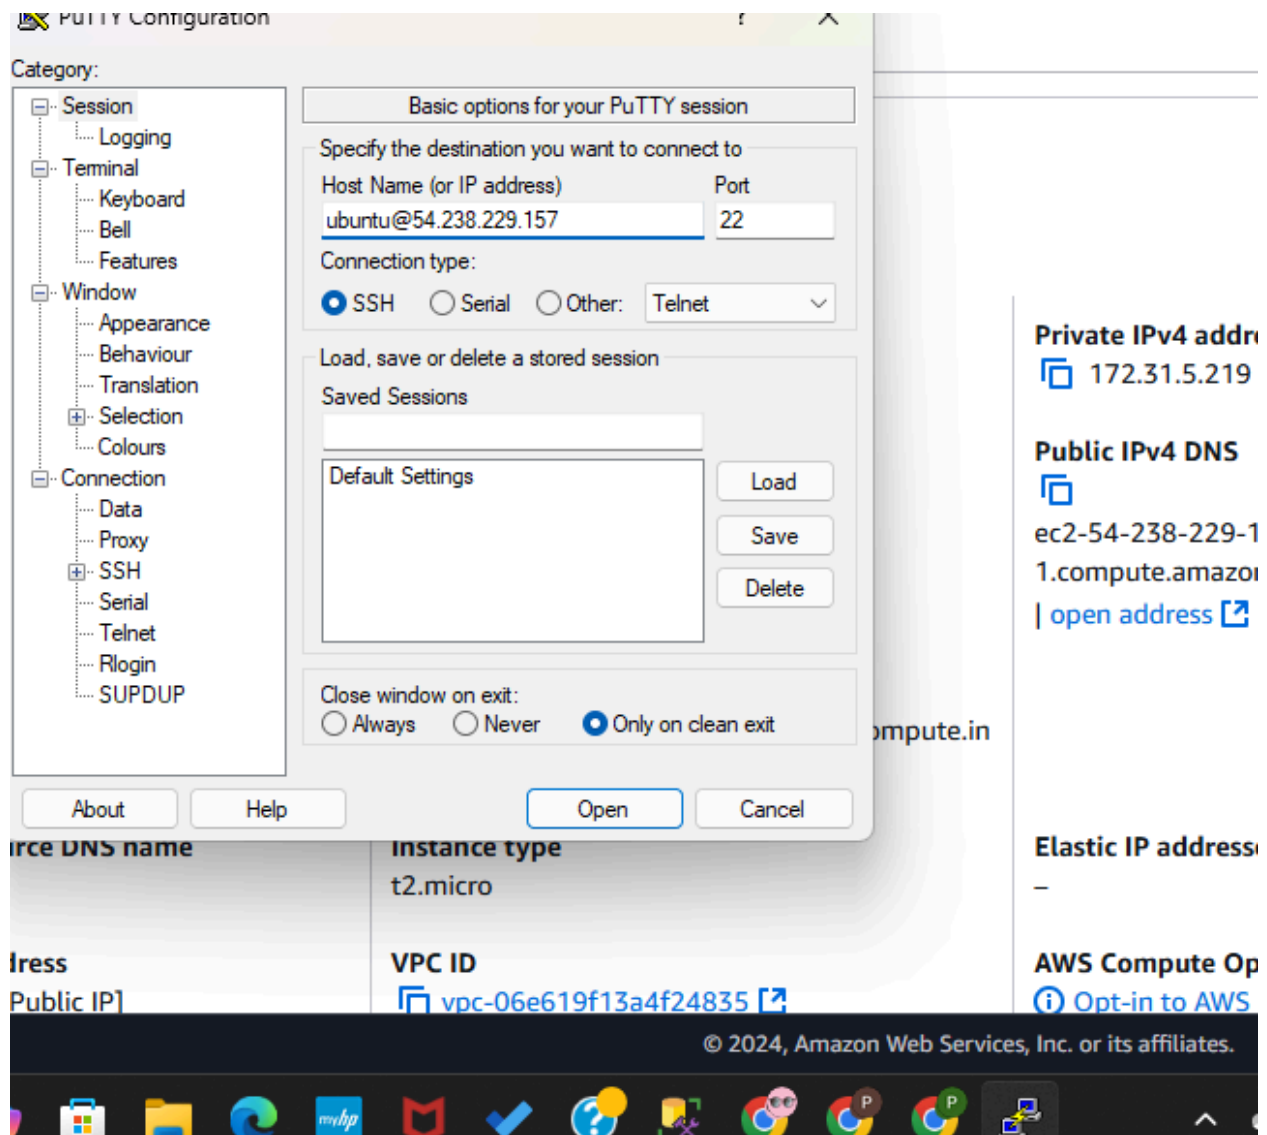 PuTTY Configuration
?
Category:
Session
Logging
Terminal
Keyboard
Bell
Features
Window
Appearance
Behaviour
Translation
Selection
Colours
Connection
Data
Proxy
SSH
Serial
Telnet
Rlogin
SUPDUP
Basic options for your PuTTY session
Specify the destination you want to connect to
Host Name (or IP address) Port
ubuntu@54.238.229.157 22
Connection type:
SSH Serial Other: Telnet
Load, save or delete a stored session
Saved Sessions
Default Settings
Load
Save
Delete
Close window on exit:
Always Never Only on clean exit
About Help Open Cancel
Private IPv4 addre
172.31.5.219
Public IPv4 DNS
ec2-54-238-229-1
1.compute.amazon
| open address
ompute.in
urce DNS name
Instance type
t2.micro
Elastic IP addresse
–
dress
Public IP]
VPC ID
vpc-06e619f13a4f24835
AWS Compute Op
Opt-in to AWS
© 2024, Amazon Web Services, Inc. or its affiliates.
myhp
P
P